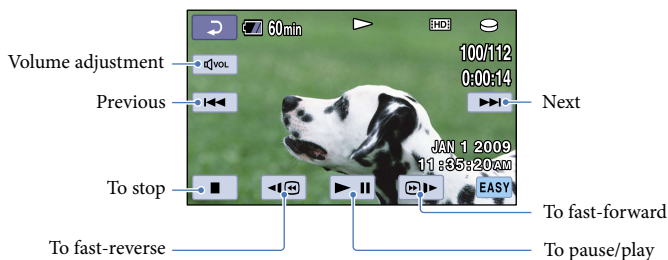 60min HD
Volume adjustment VOL 100/112
0:00:14
Previous Next
JAN 1 2009
11:35:20AM
To stop EASY
To fast-forward
To fast-reverse To pause/play